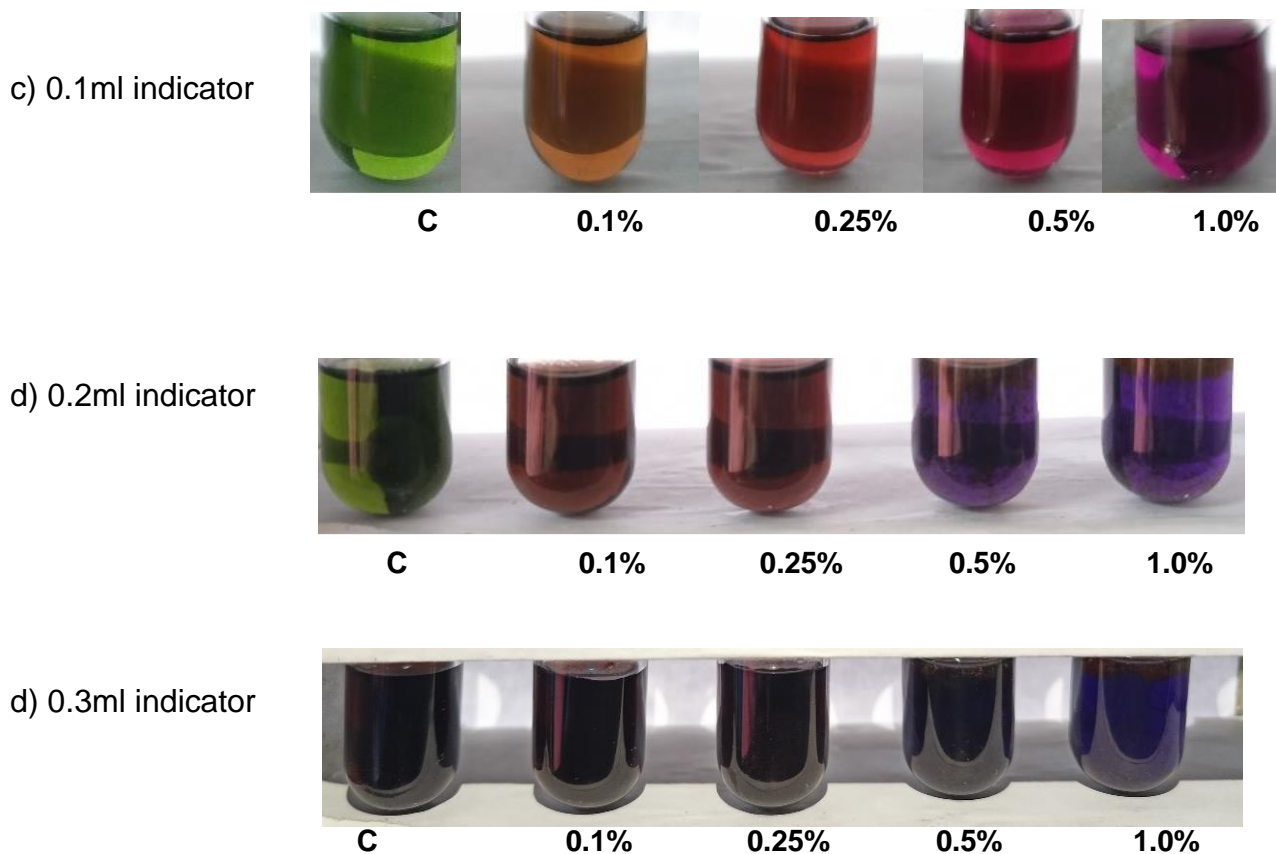 c) 0.1ml indicator
C 0.1% 0.25% 0.5% 1.0%
d) 0.2ml indicator
C 0.1% 0.25% 0.5% 1.0%
d) 0.3ml indicator
C 0.1% 0.25% 0.5% 1.0%